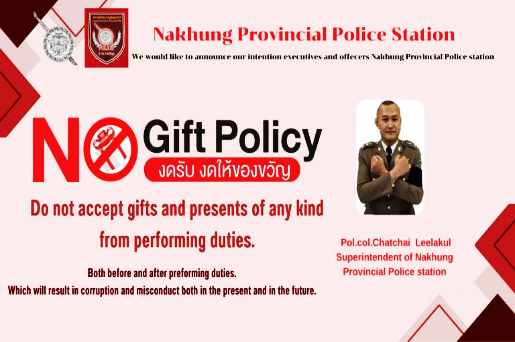 Nakhung Provincial Police Station
We would like to announce our intention executives and offecers Nakhung Provincial Police station
NO Gift Policy
งดรับ งดให้ของขวัญ
Do not accept gifts and presents of any kind
from performing duties.
Both before and after preforming duties.
Which will result in corruption and misconduct both in the present and in the future.
Pol.col.Chatchai Leelakul
Superintendent of Nakhung
Provincial Police station